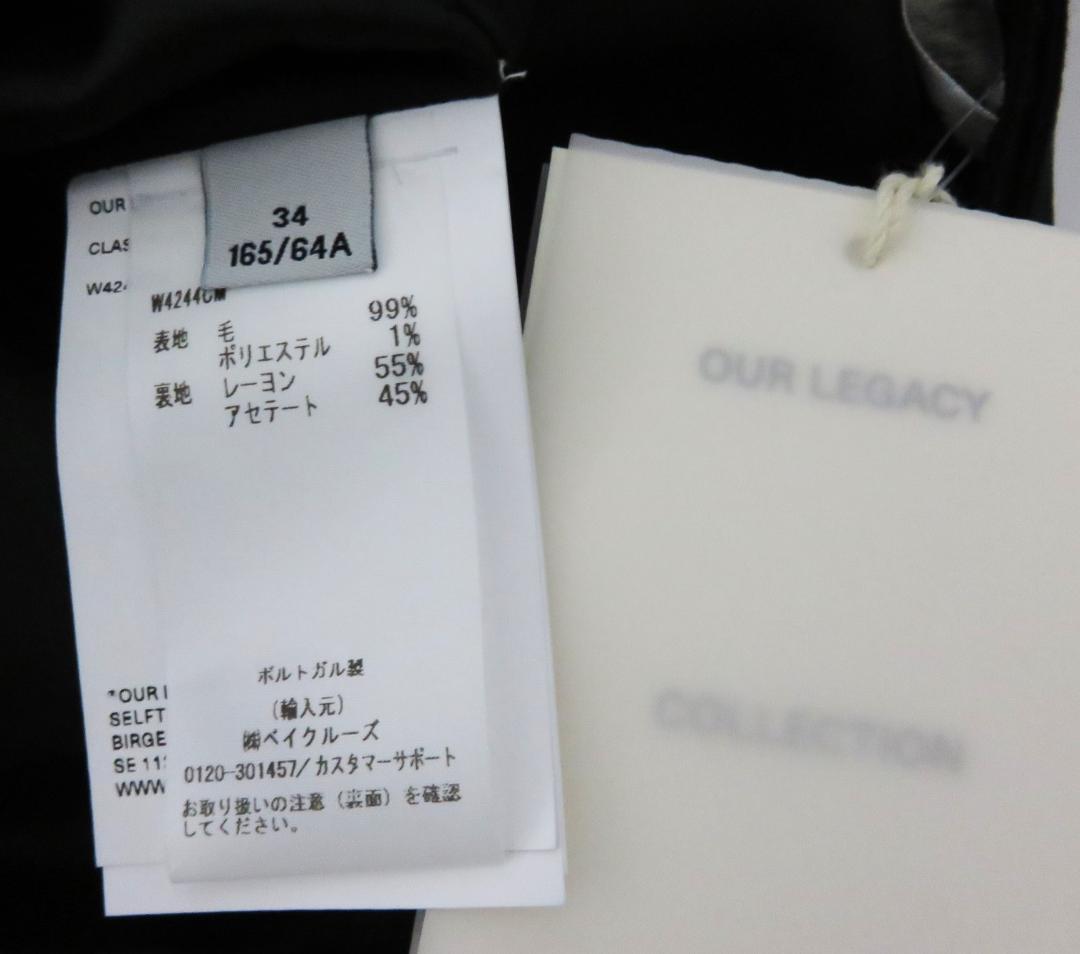 34
165/64A
OUR
CLAS
W42
W4244CM
表地 毛 99%
ポリエステル 1%
裏地 レーヨン 55%
アセテート 45%
ポルトガル製
(輸入元)
㈱ベイクルーズ
0120-301457/カスタマーサポート
お取り扱いの注意(裏面)を確認
してください。
*OUR
SELFT
BIRGE
SE 11
WWW
OUR LEGACY
COLLECTION